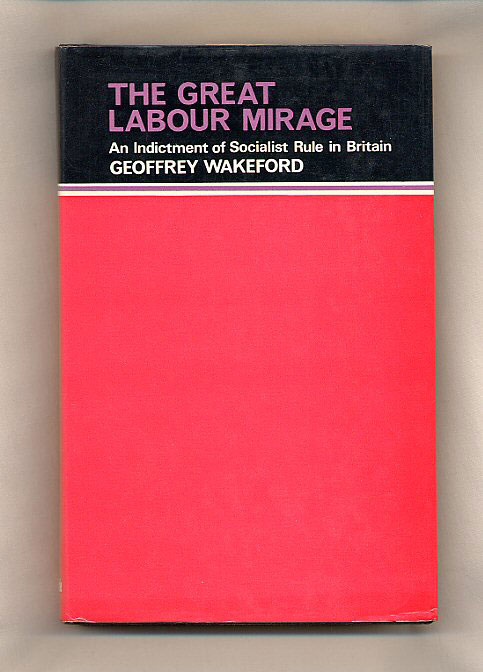 THE GREAT
LABOUR MIRAGE
An Indictment of Socialist Rule in Britain
GEOFFREY WAKEFORD